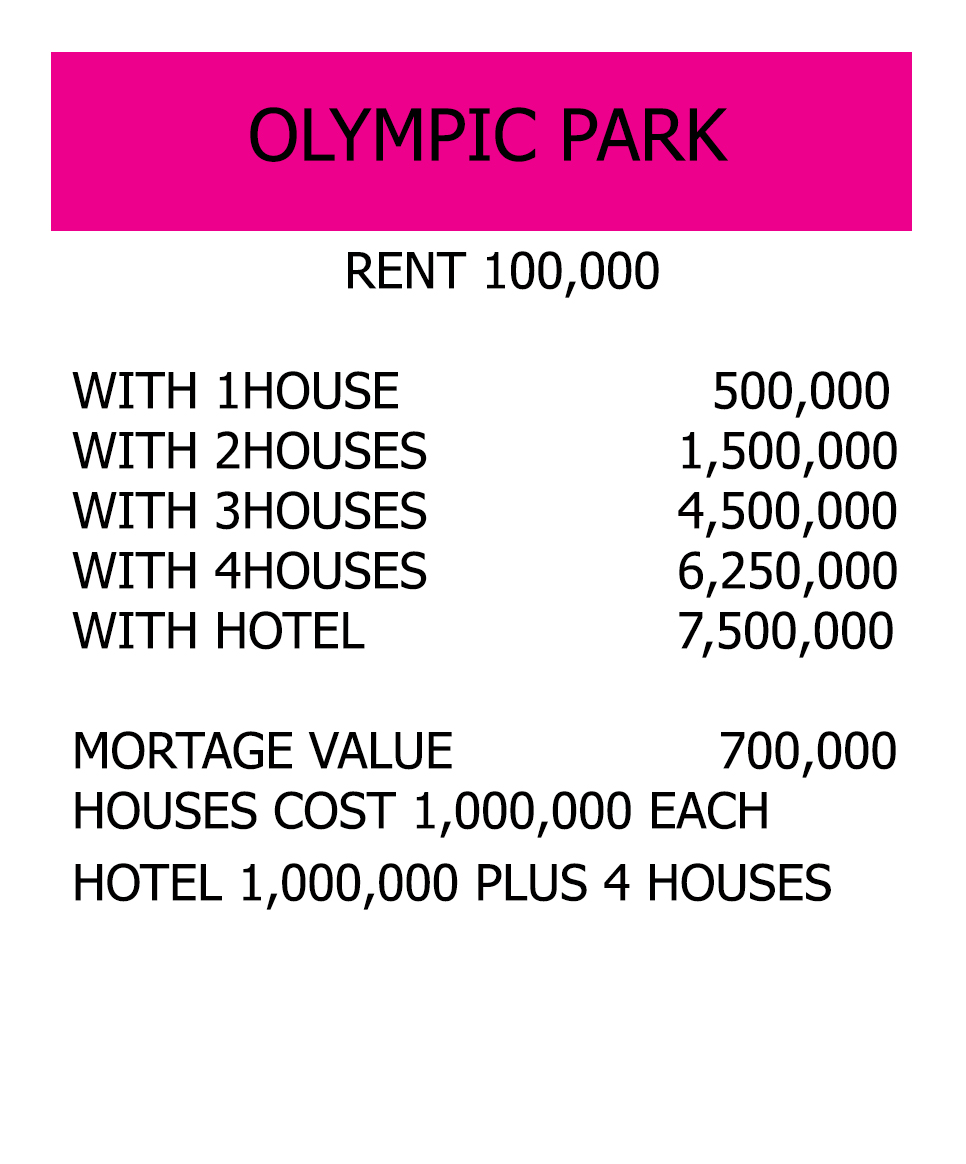 OLYMPIC PARK
RENT 100,000
WITH 1HOUSE 500,000
WITH 2HOUSES 1,500,000
WITH 3HOUSES 4,500,000
WITH 4HOUSES 6,250,000
WITH HOTEL 7,500,000
MORTAGE VALUE 700,000
HOUSES COST 1,000,000 EACH
HOTEL 1,000,000 PLUS 4 HOUSES